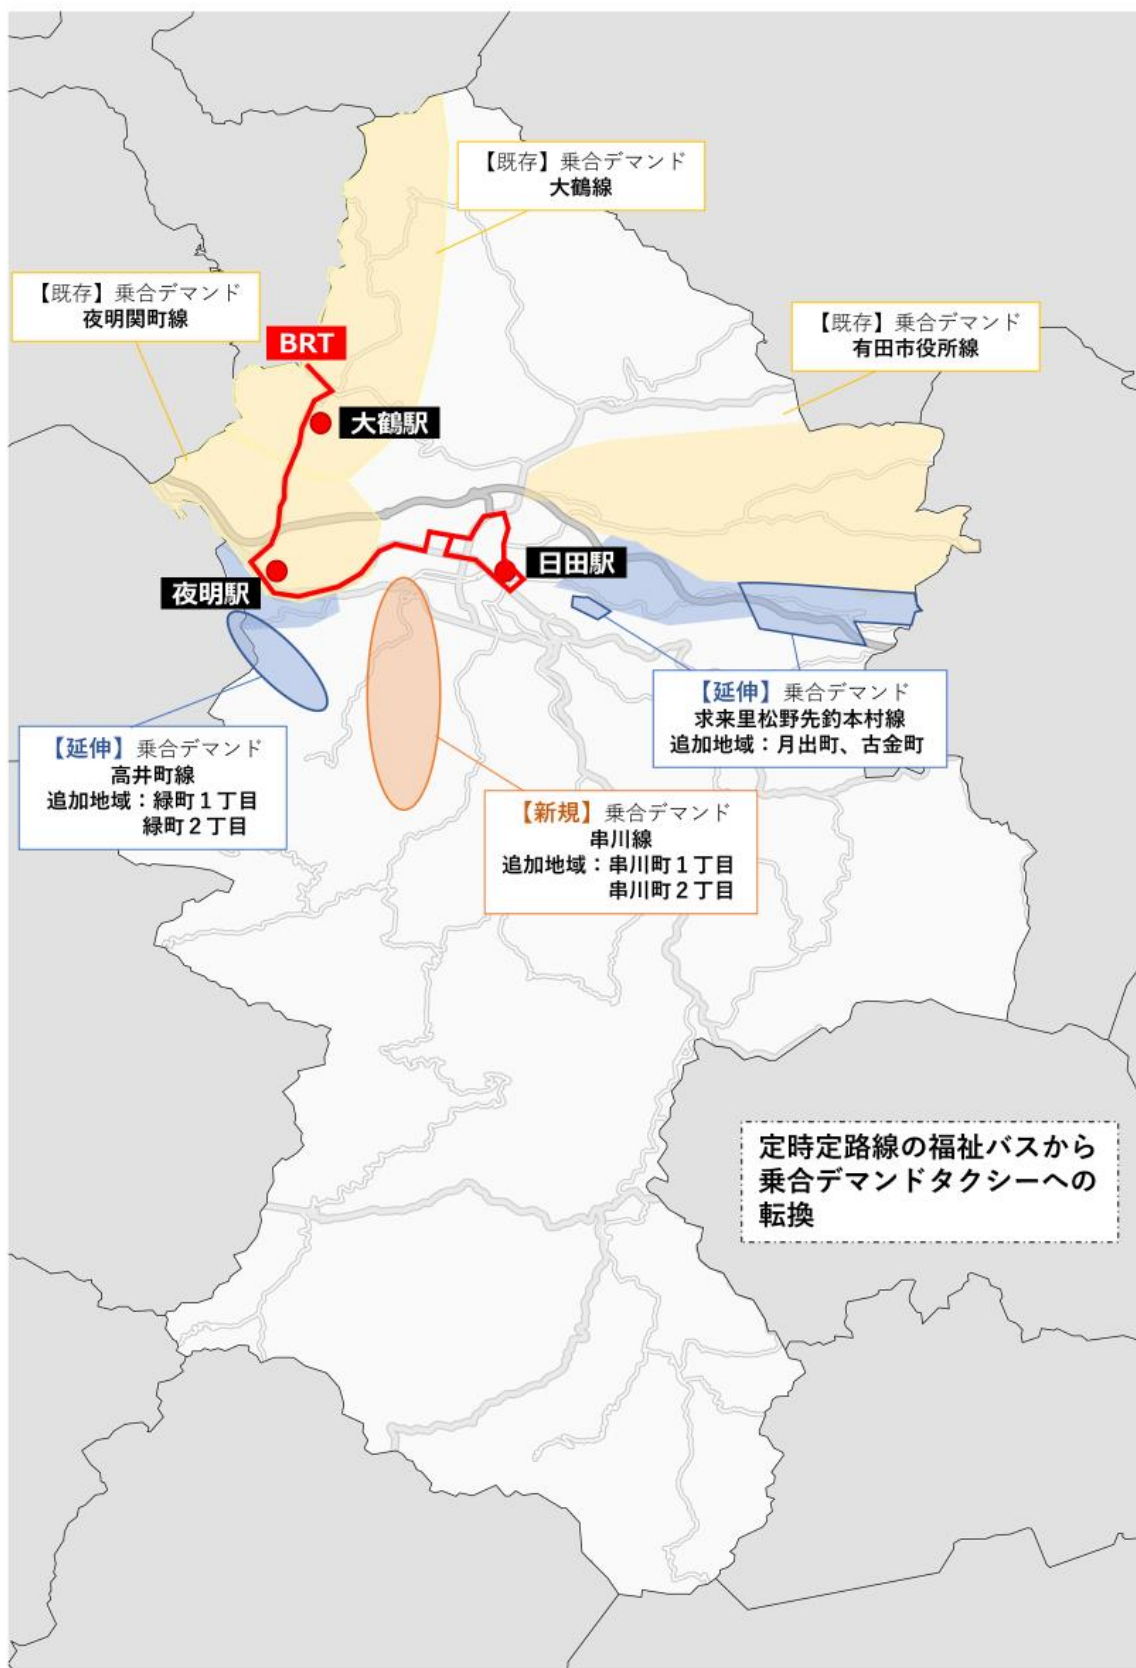 【既存】乗合デマンド
大鶴線
【既存】乗合デマンド
夜明関町線
【既存】乗合デマンド
有田市役所線
BRT
大鶴駅
日田駅
夜明駅
【延伸】乗合デマンド
求来里松野先釣本村線
追加地域：月出町、古金町
【延伸】乗合デマンド
高井町線
追加地域：緑町１丁目
緑町２丁目
【新規】乗合デマンド
串川線
追加地域：串川町１丁目
串川町２丁目
定時定路線の福祉バスから
乗合デマンドタクシーへの
転換